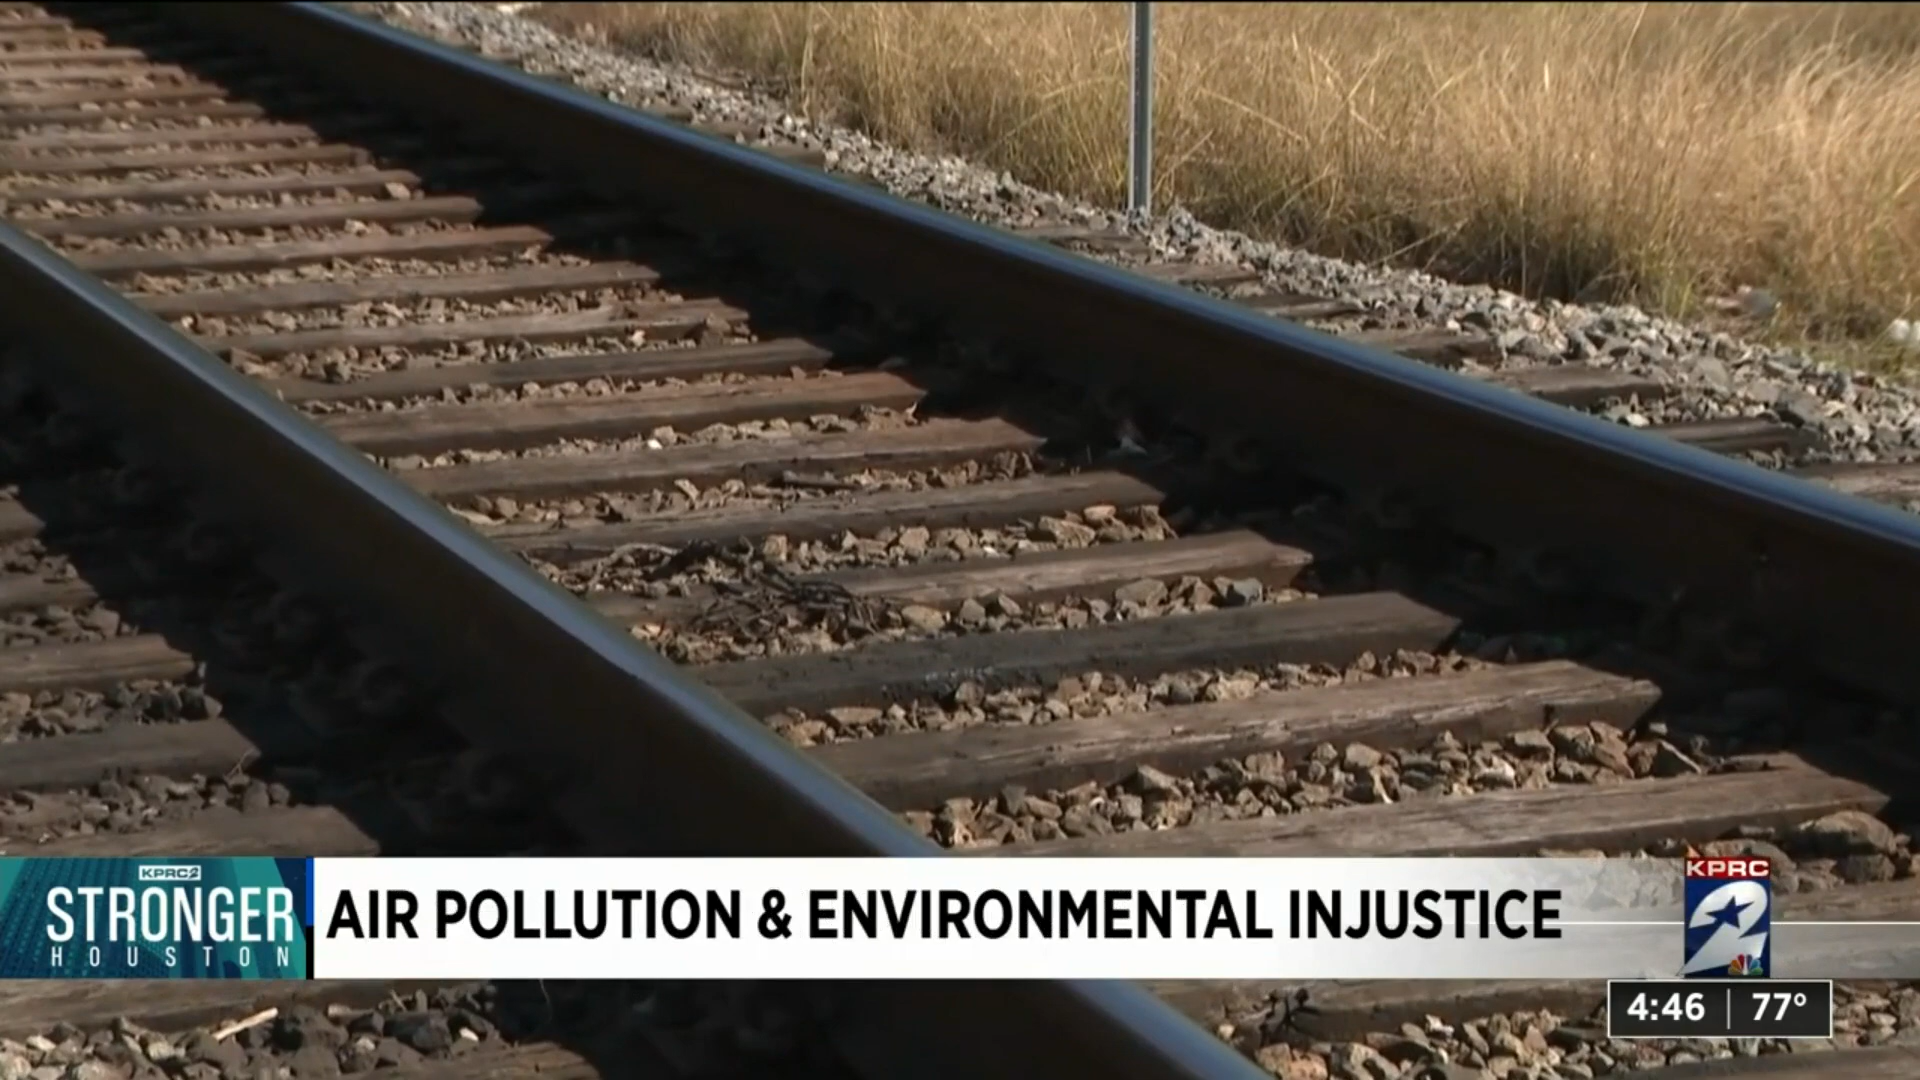 KPRC2
STRONGER
HOUSTON
AIR POLLUTION & ENVIRONMENTAL INJUSTICE
KPRC
2
4:46 77°